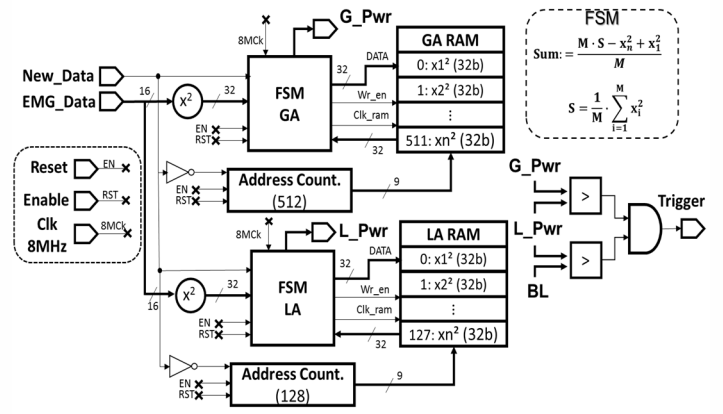 G_Pwr
8MCk
New_Data
EMG_Data
16
x²
32
FSM
GA
EN
RST
32
DATA
Wr_en
Clk_ram
32
GA RAM
0: x1² (32b)
1: x2² (32b)
⋮
511: xn² (32b)
EN
RST
Address Count.
(512)
9
Reset
EN
Enable
RST
Clk
8MHz
8MCk
L_Pwr
8MCk
16
x²
32
FSM
LA
EN
RST
32
DATA
Wr_en
Clk_ram
32
LA RAM
0: x1² (32b)
1: x2² (32b)
⋮
127: xn² (32b)
EN
RST
Address Count.
(128)
9
FSM
Sum: = (M · S − x_n² + x_1²) / M
S = 1/M · ∑_{i=1}^{M} x_i²
G_Pwr
>
L_Pwr
>
BL
Trigger